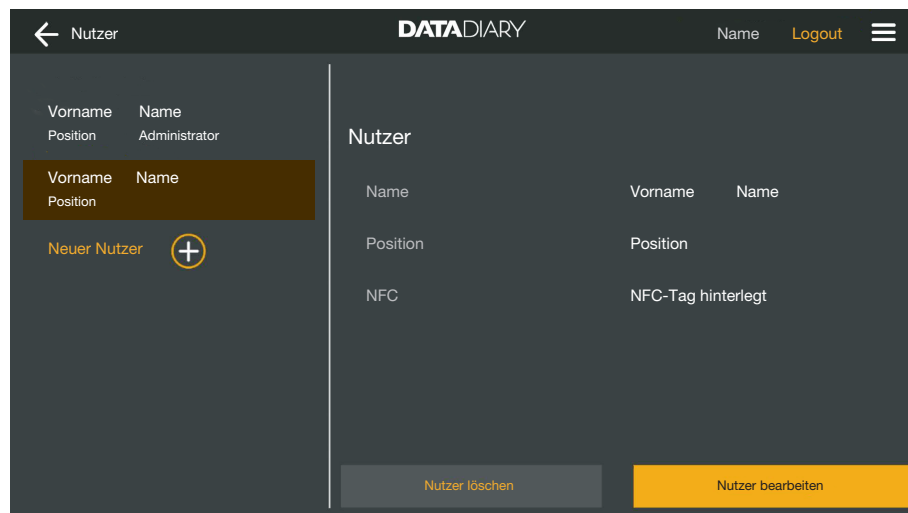 Nutzer DATADIARY Name Logout
Vorname Name
Position Administrator
Vorname Name
Position
Neuer Nutzer
Nutzer
Name Vorname Name
Position Position
NFC NFC-Tag hinterlegt
Nutzer löschen Nutzer bearbeiten